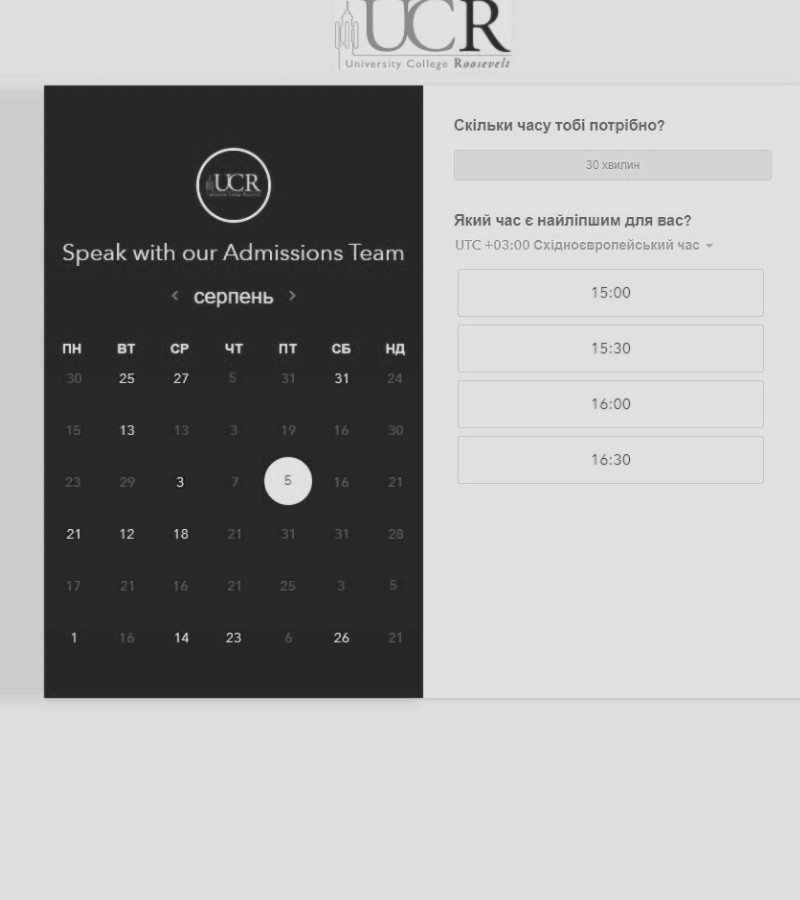 UCR
University College Roosevelt
UCR
Speak with our Admissions Team
серпень
ПН ВТ СР ЧТ ПТ СБ НД
30 25 27 5 31 31 24
15 13 13 3 19 16 30
23 29 3 7 5 16 21
21 12 18 21 31 31 28
17 21 16 21 25 3 5
1 16 14 23 6 26 21
Скільки часу тобі потрібно?
30 хвилин
Який час є найліпшим для вас?
UTC +03:00 Східноєвропейський час
15:00
15:30
16:00
16:30